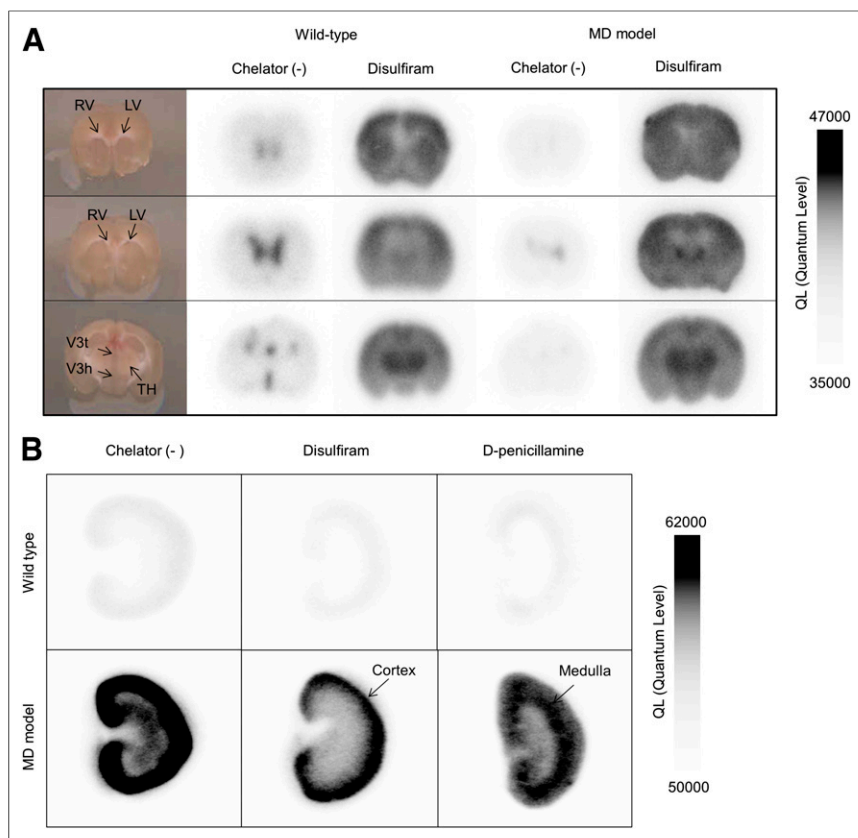 A
Wild-type
MD model
Chelator (-)
Disulfiram
Chelator (-)
Disulfiram
RV
LV
RV
LV
V3t
V3h
TH
47000
QL (Quantum Level)
35000
B
Chelator (- )
Disulfiram
D-penicillamine
Wild type
MD model
Cortex
Medulla
62000
QL (Quantum Level)
50000